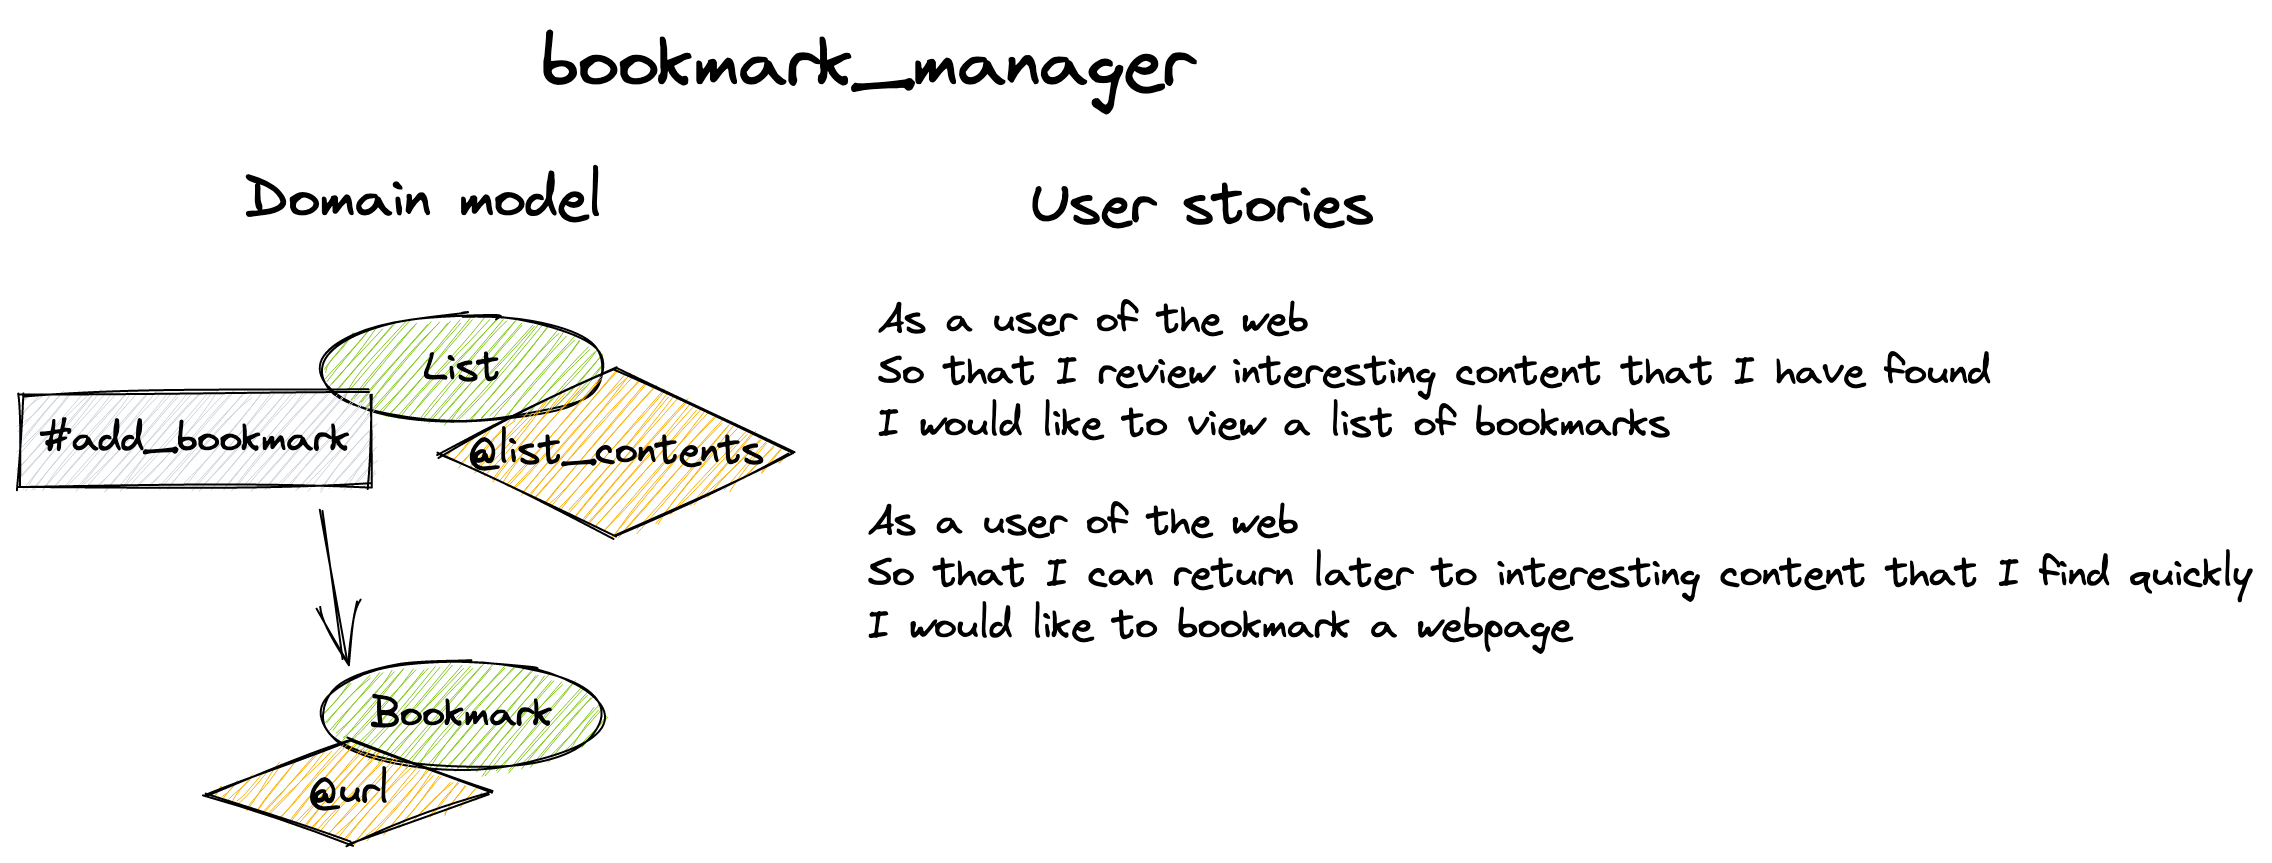 bookmark_manager
Domain model
List
#add_bookmark
@list_contents
Bookmark
@url
User stories
As a user of the web
So that I review interesting content that I have found
I would like to view a list of bookmarks
As a user of the web
So that I can return later to interesting content that I find quickly
I would like to bookmark a webpage